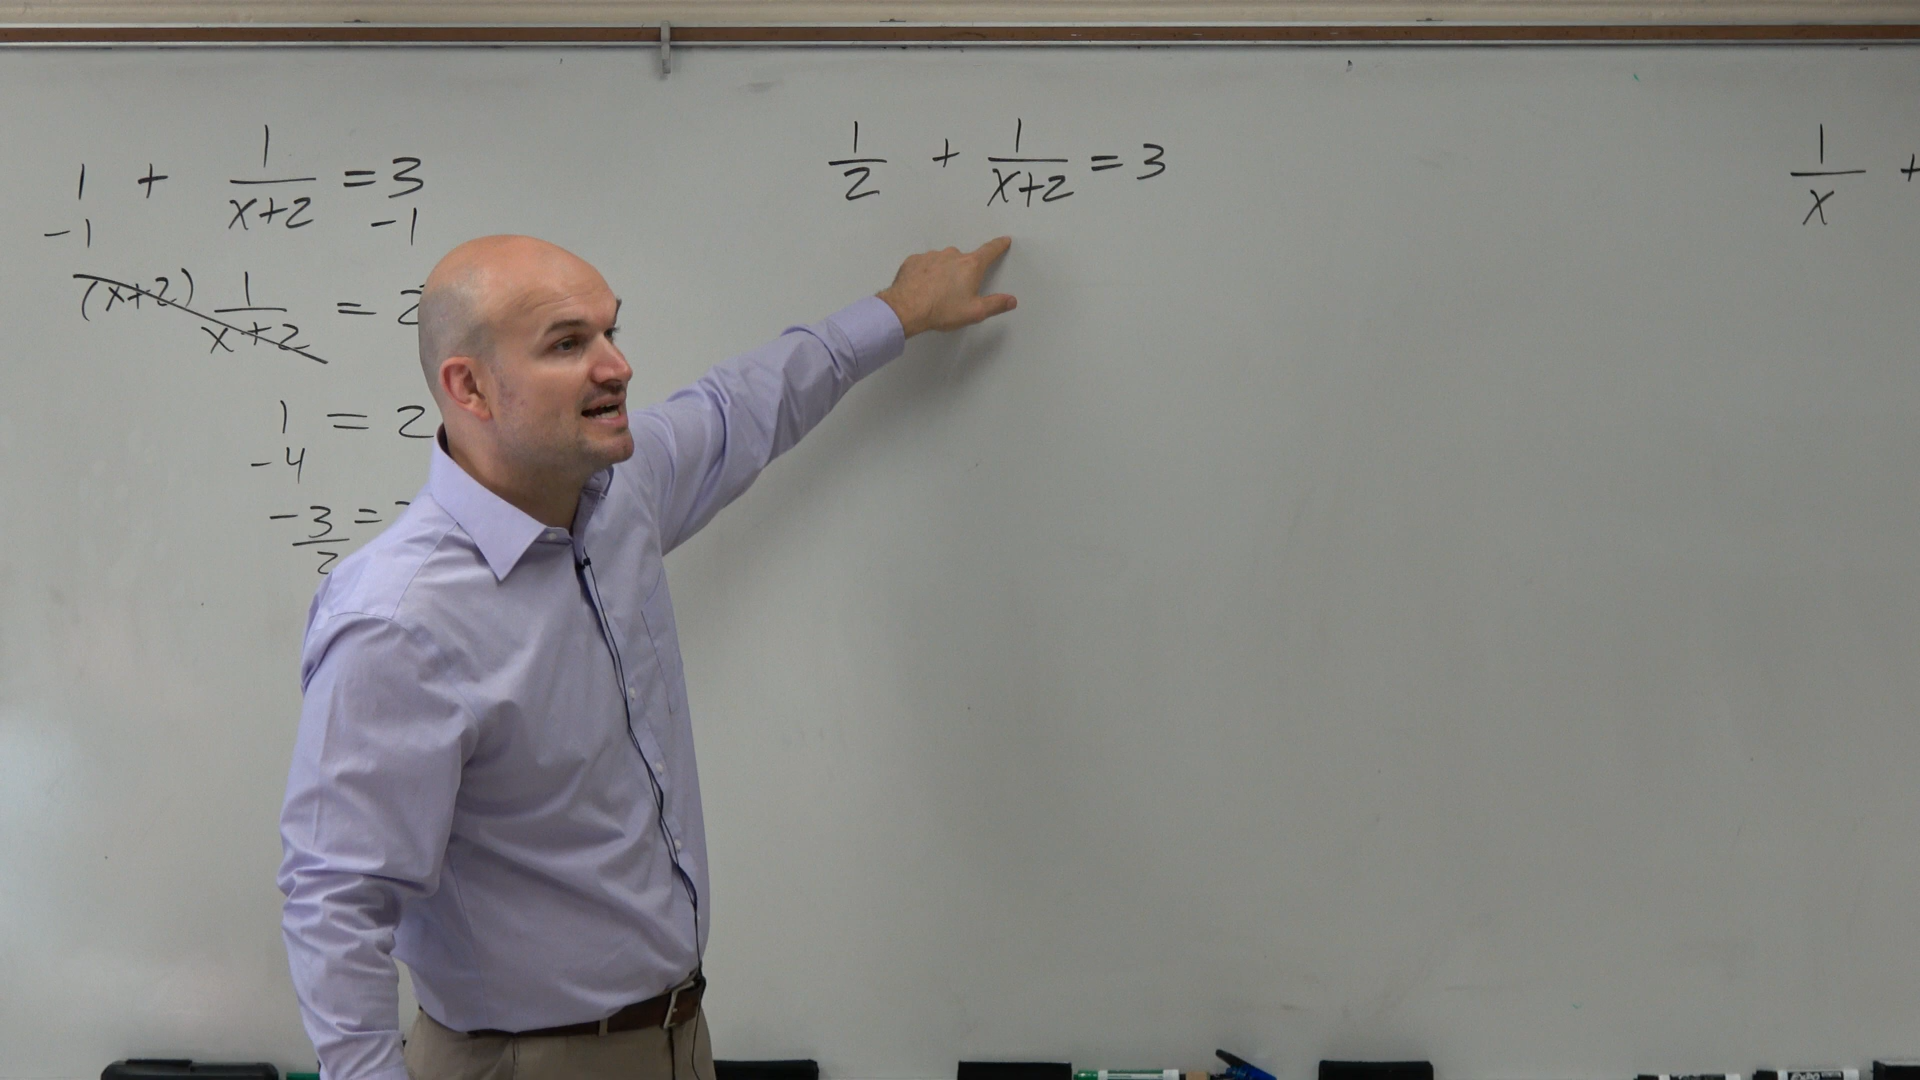 1 + 1/(x+2) = 3
-1 -1
(x+2) 1/(x+2) = 2
1 = 2
-4
-3 =
2
1/2 + 1/(x+2) = 3
1/x +
EXPO